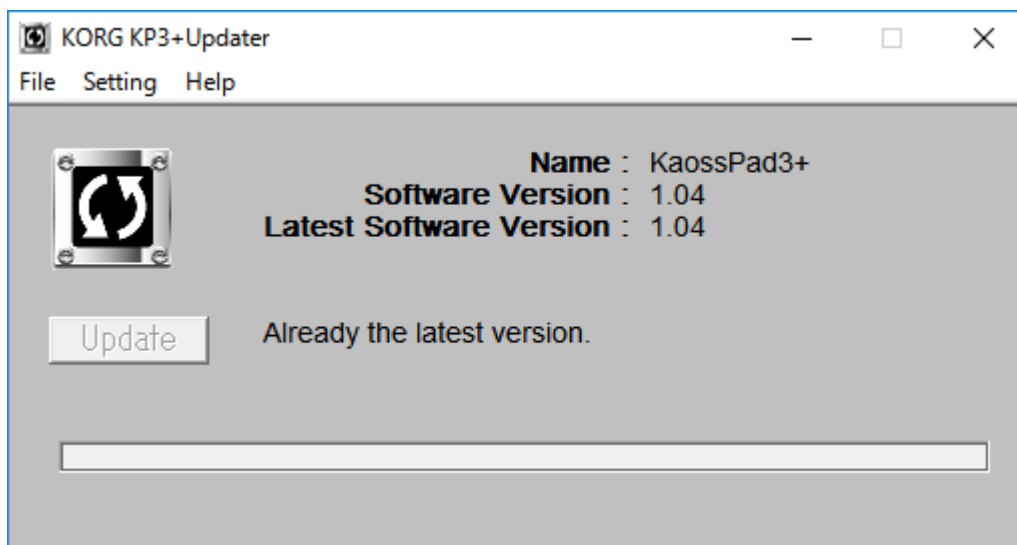 KORG KP3+Updater
File Setting Help
Name : KaossPad3+
Software Version : 1.04
Latest Software Version : 1.04
Update
Already the latest version.